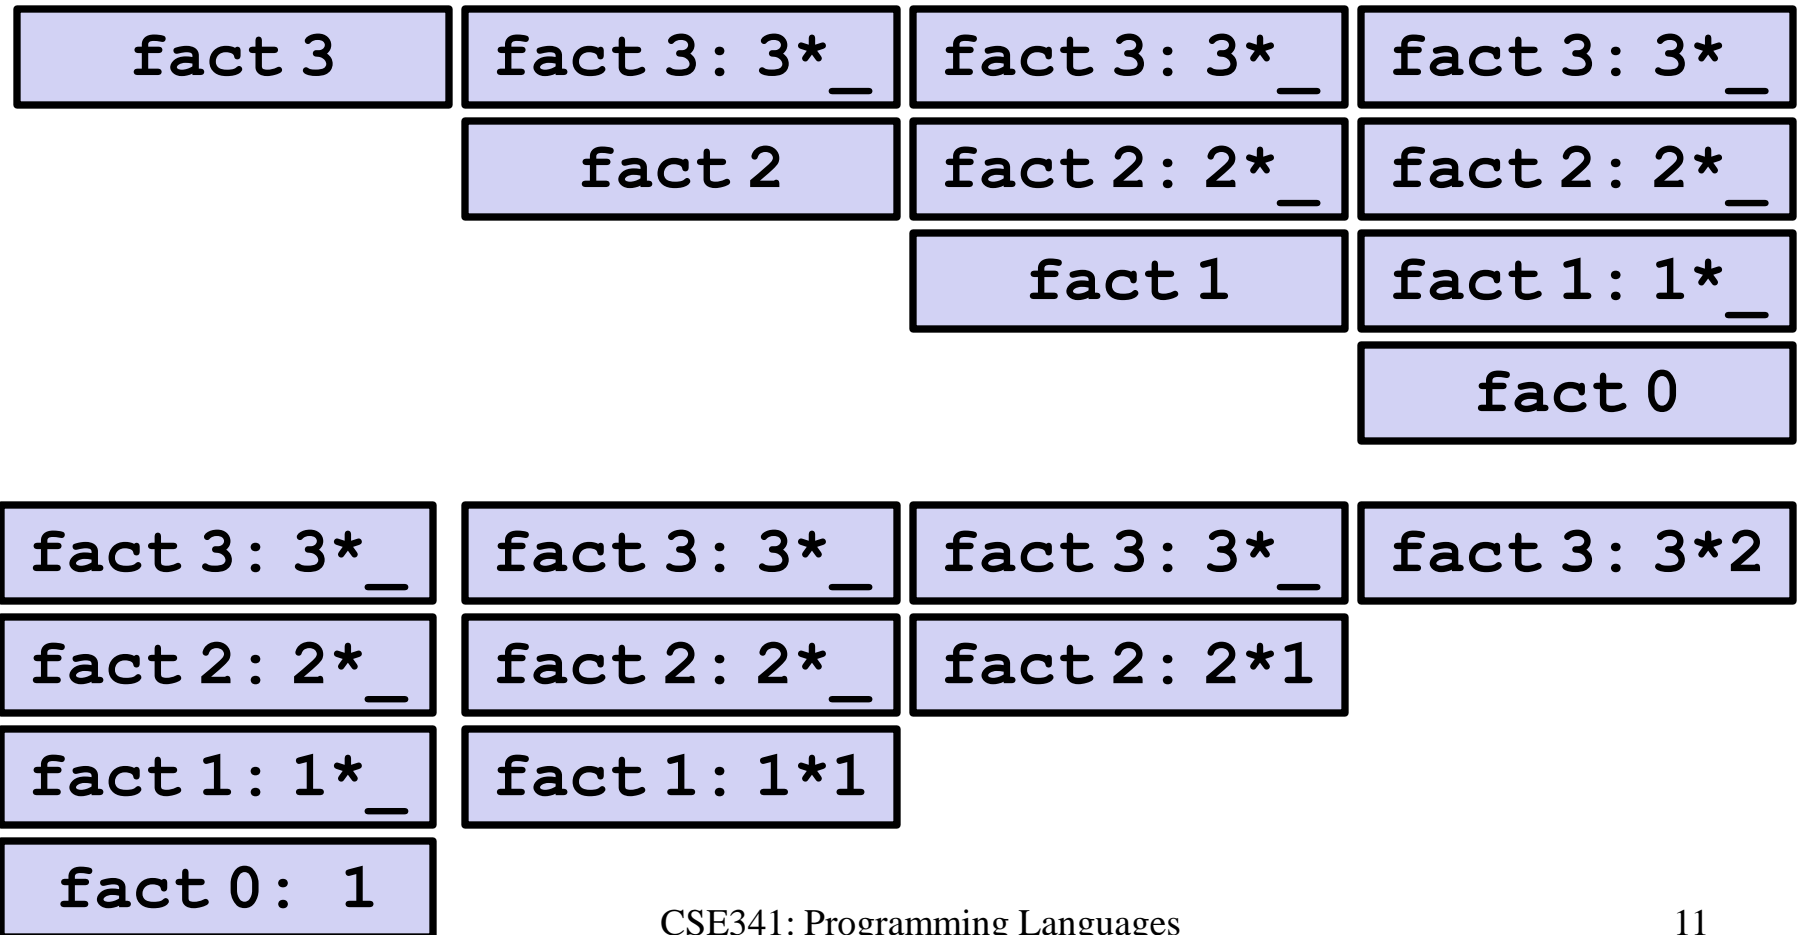 fact 3 fact 3: 3*_ fact 3: 3*_ fact 3: 3*_
fact 2 fact 2: 2*_ fact 2: 2*_
fact 1 fact 1: 1*_
fact 0
fact 3: 3*_ fact 3: 3*_ fact 3: 3*_ fact 3: 3*2
fact 2: 2*_ fact 2: 2*_ fact 2: 2*1
fact 1: 1*_ fact 1: 1*1
fact 0: 1
CSE341: Programming Languages 11